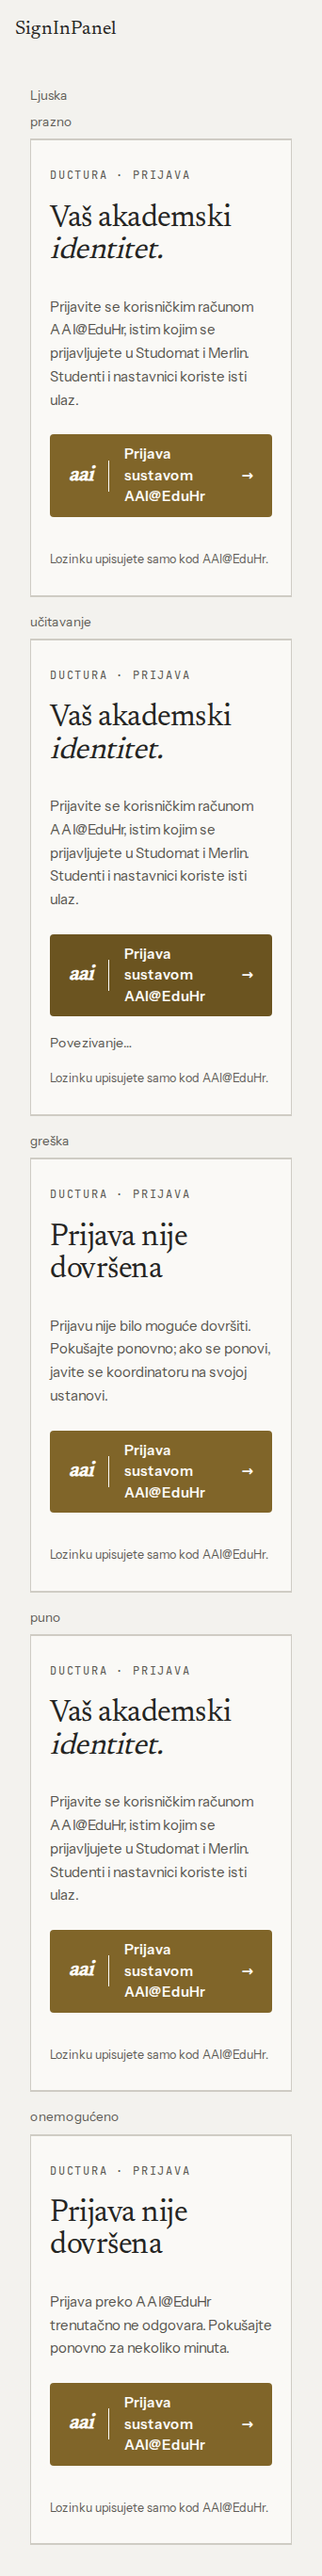 SignInPanel
Ljuska
prazno
DUCTURA · PRIJAVA
Vaš akademski
identitet.
Prijavite se korisničkim računom
AAI@EduHr, istim kojim se
prijavljujete u Studomat i Merlin.
Studenti i nastavnici koriste isti
ulaz.
aai
Prijava
sustavom
AAI@EduHr
→
Lozinku upisujete samo kod AAI@EduHr.
učitavanje
DUCTURA · PRIJAVA
Vaš akademski
identitet.
Prijavite se korisničkim računom
AAI@EduHr, istim kojim se
prijavljujete u Studomat i Merlin.
Studenti i nastavnici koriste isti
ulaz.
aai
Prijava
sustavom
AAI@EduHr
→
Povezivanje…
Lozinku upisujete samo kod AAI@EduHr.
greška
DUCTURA · PRIJAVA
Prijava nije
dovršena
Prijavu nije bilo moguće dovršiti.
Pokušajte ponovno; ako se ponovi,
javite se koordinatoru na svojoj
ustanovi.
aai
Prijava
sustavom
AAI@EduHr
→
Lozinku upisujete samo kod AAI@EduHr.
puno
DUCTURA · PRIJAVA
Vaš akademski
identitet.
Prijavite se korisničkim računom
AAI@EduHr, istim kojim se
prijavljujete u Studomat i Merlin.
Studenti i nastavnici koriste isti
ulaz.
aai
Prijava
sustavom
AAI@EduHr
→
Lozinku upisujete samo kod AAI@EduHr.
onemogućeno
DUCTURA · PRIJAVA
Prijava nije
dovršena
Prijava preko AAI@EduHr
trenutačno ne odgovara. Pokušajte
ponovno za nekoliko minuta.
aai
Prijava
sustavom
AAI@EduHr
→
Lozinku upisujete samo kod AAI@EduHr.